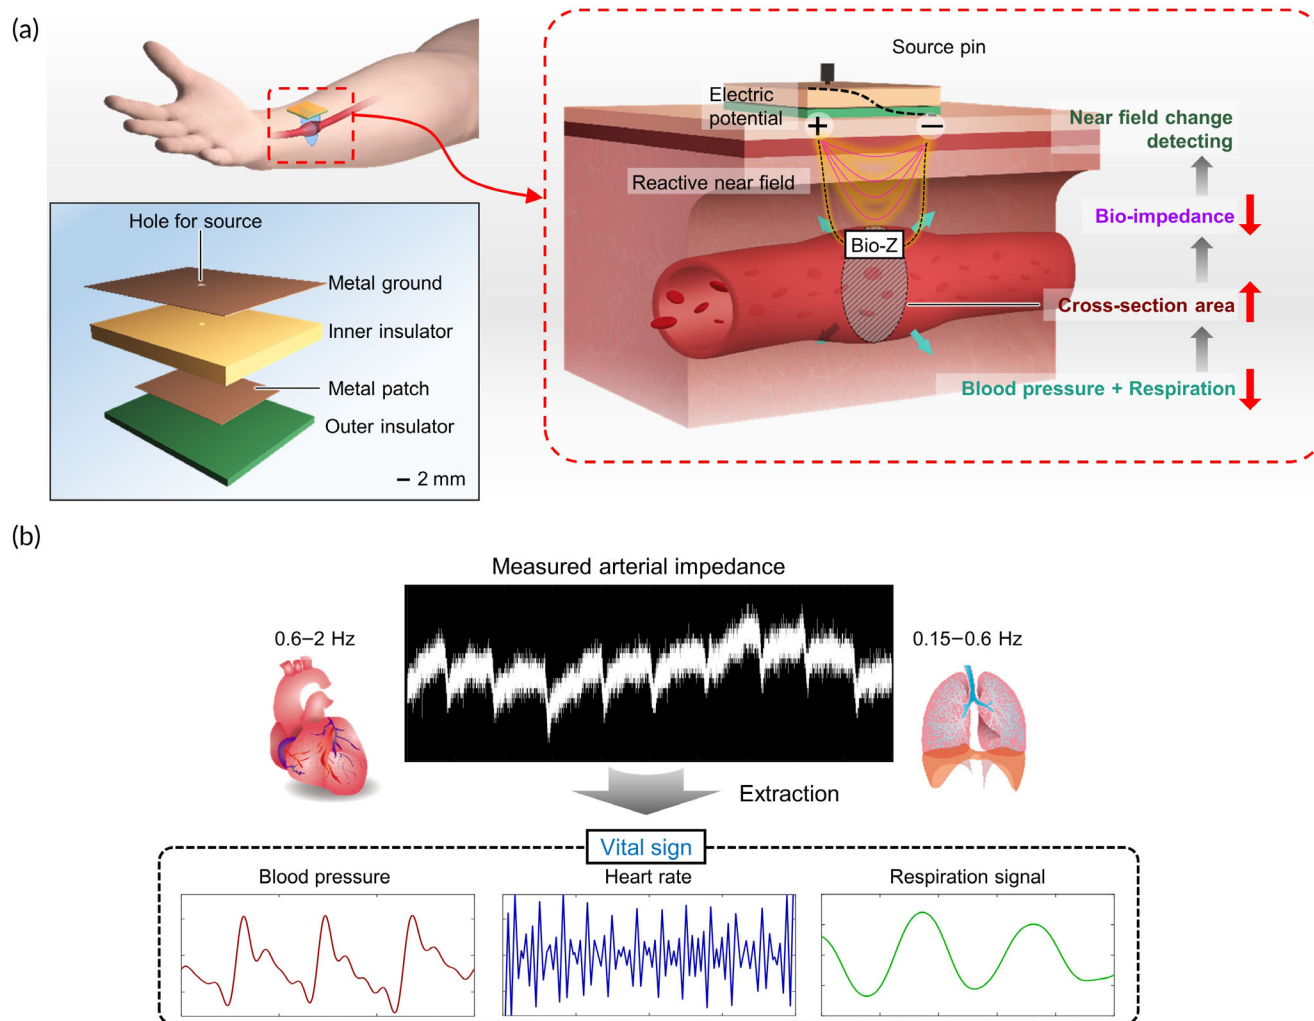 (a)
Source pin
Electric
potential
+
−
Near field change
detecting
Reactive near field
Bio-impedance
Bio-Z
Cross-section area
Blood pressure + Respiration
Hole for source
Metal ground
Inner insulator
Metal patch
Outer insulator
2 mm
(b)
Measured arterial impedance
0.6–2 Hz
0.15–0.6 Hz
Extraction
Vital sign
Blood pressure
Heart rate
Respiration signal